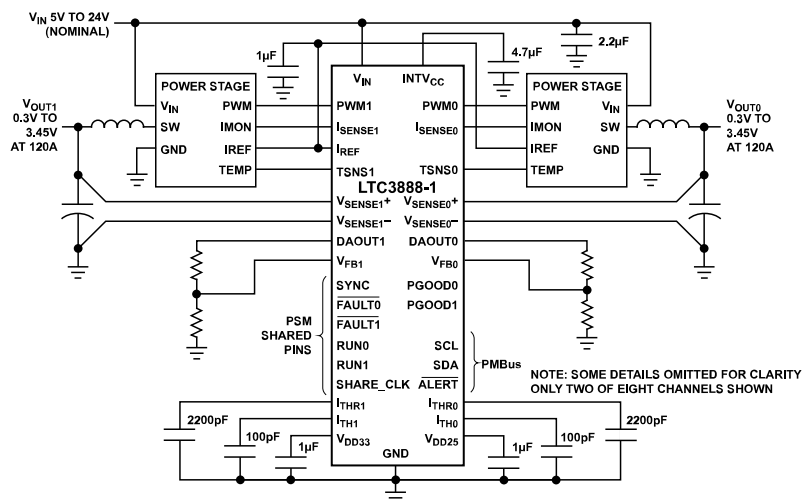 VIN 5V TO 24V
(NOMINAL)
1µF
4.7µF
2.2µF
VIN
INTVCC
POWER STAGE
VIN
PWM
SW
IMON
GND
IREF
TEMP
VOUT1
0.3V TO
3.45V
AT 120A
PWM1
ISENSE1
IREF
TSNS1
PWM0
ISENSE0
TSNS0
POWER STAGE
PWM
VIN
IMON
SW
IREF
GND
TEMP
VOUT0
0.3V TO
3.45V
AT 120A
LTC3888-1
VSENSE1+
VSENSE0+
VSENSE1–
VSENSE0–
DAOUT1
DAOUT0
VFB1
VFB0
SYNC
PGOOD0
FAULT0
PGOOD1
FAULT1
RUN0
SCL
RUN1
SDA
SHARE_CLK
ALERT
PSM
SHARED
PINS
PMBus
NOTE: SOME DETAILS OMITTED FOR CLARITY
ONLY TWO OF EIGHT CHANNELS SHOWN
ITHR1
ITHR0
ITH1
ITH0
VDD33
VDD25
GND
2200pF
100pF
1µF
1µF
100pF
2200pF